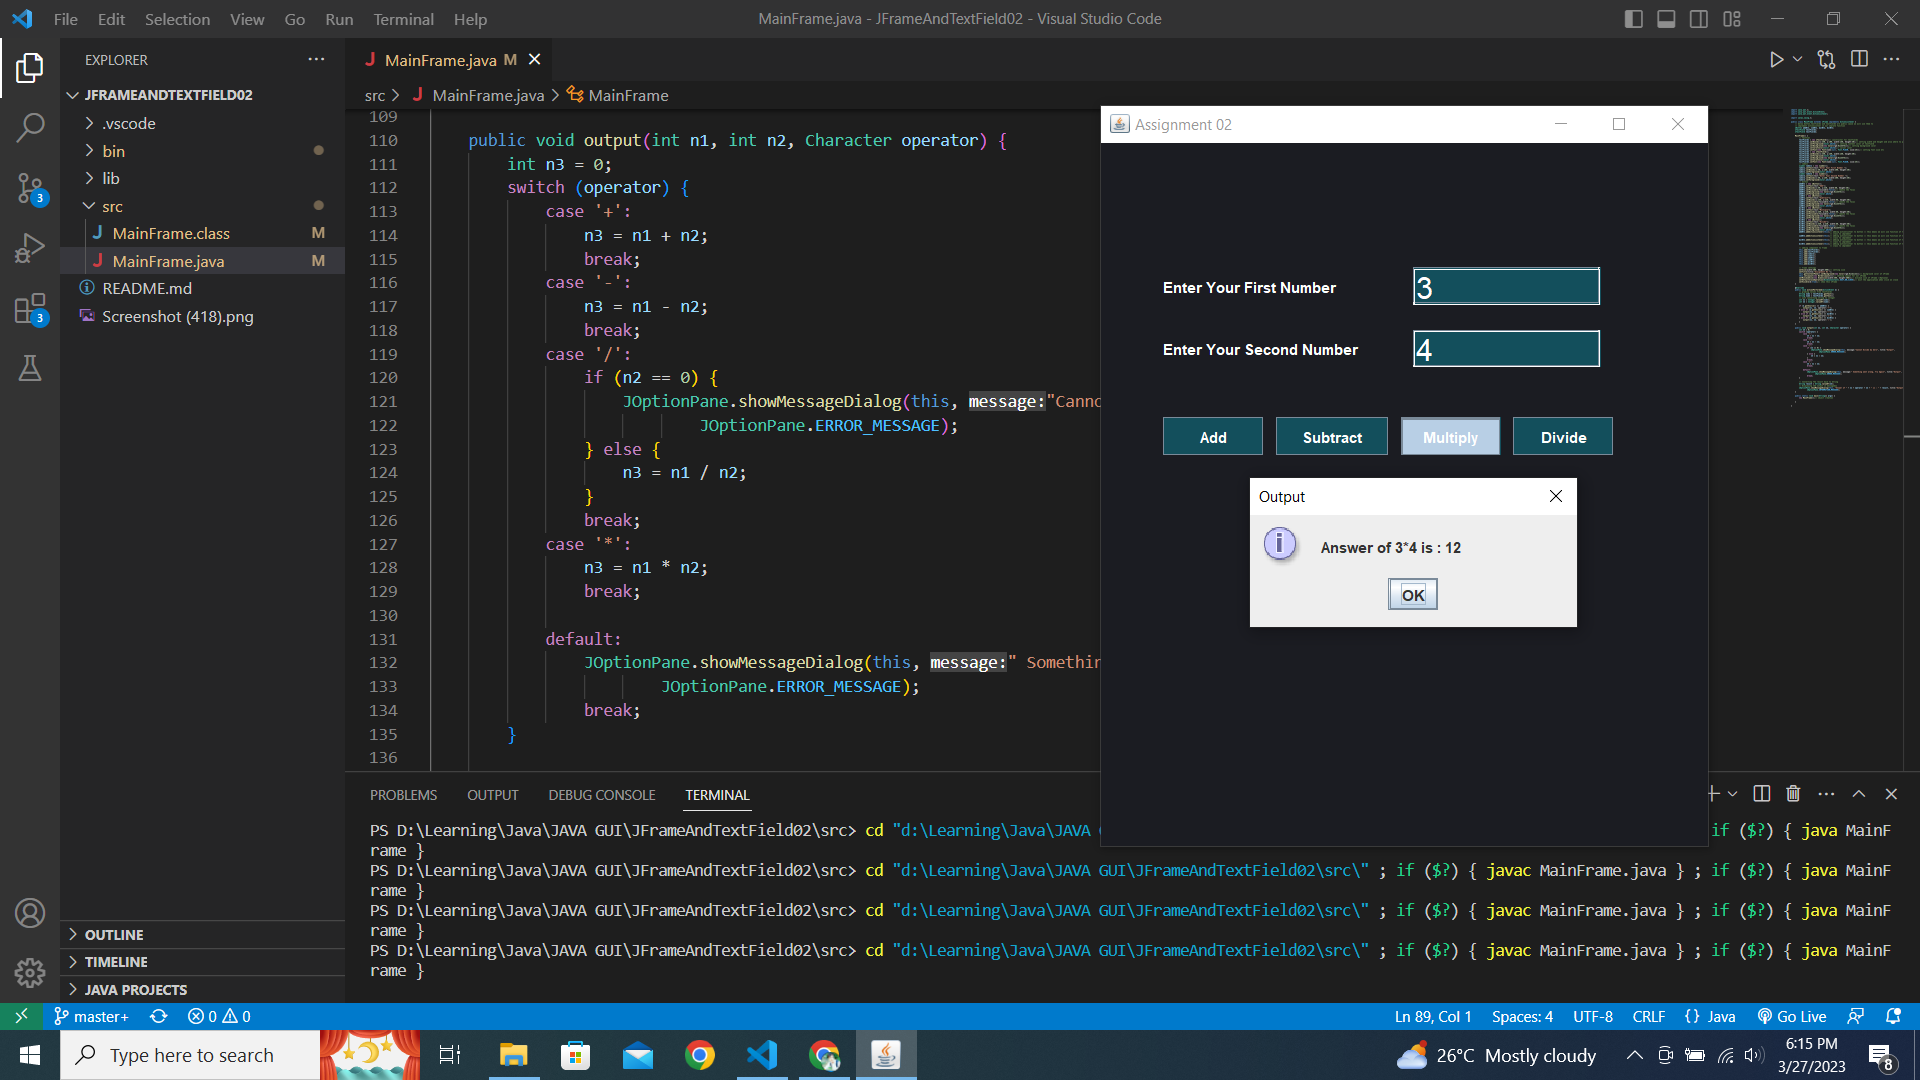 File Edit Selection View Go Run Terminal Help
MainFrame.java - JFrameAndTextField02 - Visual Studio Code
EXPLORER
JFRAMEANDTEXTFIELD02
.vscode
bin
lib
src
MainFrame.class M
MainFrame.java M
README.md
Screenshot (418).png
OUTLINE
TIMELINE
JAVA PROJECTS
3
3
MainFrame.java M
src > MainFrame.java > MainFrame
109
110 public void output(int n1, int n2, Character operator) {
111 int n3 = 0;
112 switch (operator) {
113 case '+':
114 n3 = n1 + n2;
115 break;
116 case '-':
117 n3 = n1 - n2;
118 break;
119 case '/':
120 if (n2 == 0) {
121 JOptionPane.showMessageDialog(this, message:"Canno
122 JOptionPane.ERROR_MESSAGE);
123 } else {
124 n3 = n1 / n2;
125 }
126 break;
127 case '*':
128 n3 = n1 * n2;
129 break;
130
131 default:
132 JOptionPane.showMessageDialog(this, message:" Somethin
133 JOptionPane.ERROR_MESSAGE);
134 break;
135 }
136
Assignment 02
Enter Your First Number 3
Enter Your Second Number 4
Add Subtract Multiply Divide
Output
Answer of 3*4 is : 12
OK
PROBLEMS OUTPUT DEBUG CONSOLE TERMINAL
PS D:\Learning\Java\JAVA GUI\JFrameAndTextField02\src> cd "d:\Learning\Java\JAVA if ($?) { java MainF
rame }
PS D:\Learning\Java\JAVA GUI\JFrameAndTextField02\src> cd "d:\Learning\Java\JAVA GUI\JFrameAndTextField02\src\" ; if ($?) { javac MainFrame.java } ; if ($?) { java MainF
rame }
PS D:\Learning\Java\JAVA GUI\JFrameAndTextField02\src> cd "d:\Learning\Java\JAVA GUI\JFrameAndTextField02\src\" ; if ($?) { javac MainFrame.java } ; if ($?) { java MainF
rame }
PS D:\Learning\Java\JAVA GUI\JFrameAndTextField02\src> cd "d:\Learning\Java\JAVA GUI\JFrameAndTextField02\src\" ; if ($?) { javac MainFrame.java } ; if ($?) { java MainF
rame }
master+ 0 0
Ln 89, Col 1 Spaces: 4 UTF-8 CRLF {} Java Go Live
Type here to search
26°C Mostly cloudy
6:15 PM
3/27/2023
8